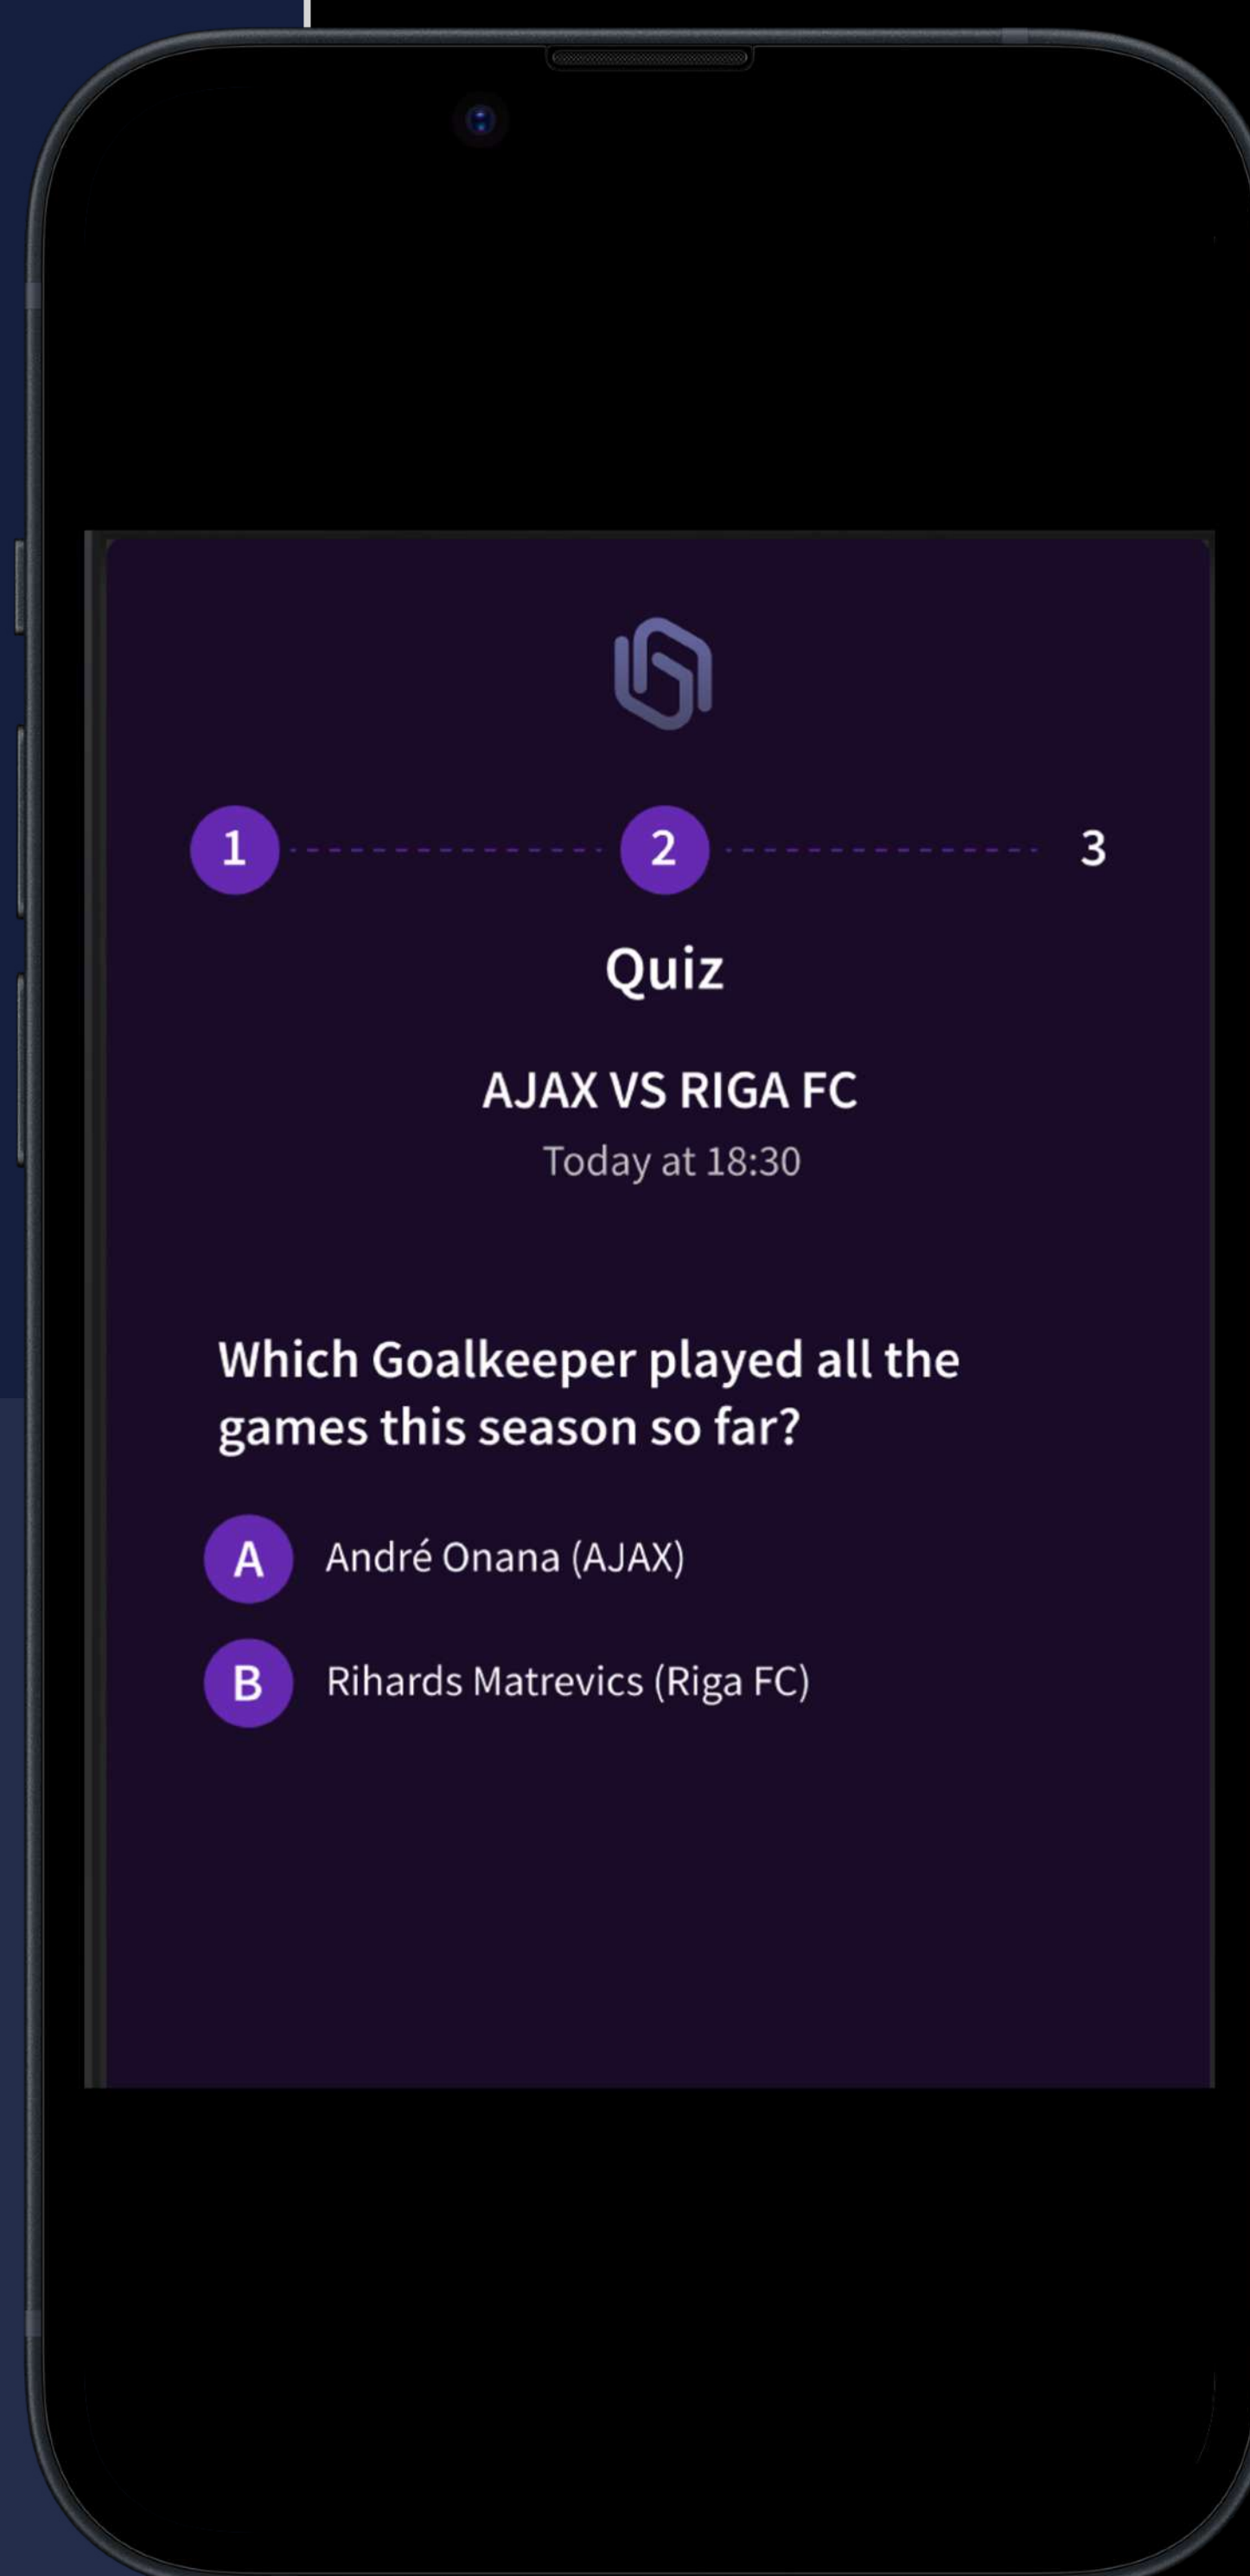 1
2
3
Quiz
AJAX VS RIGA FC
Today at 18:30
Which Goalkeeper played all the
games this season so far?
A André Onana (AJAX)
B Rihards Matrevics (Riga FC)